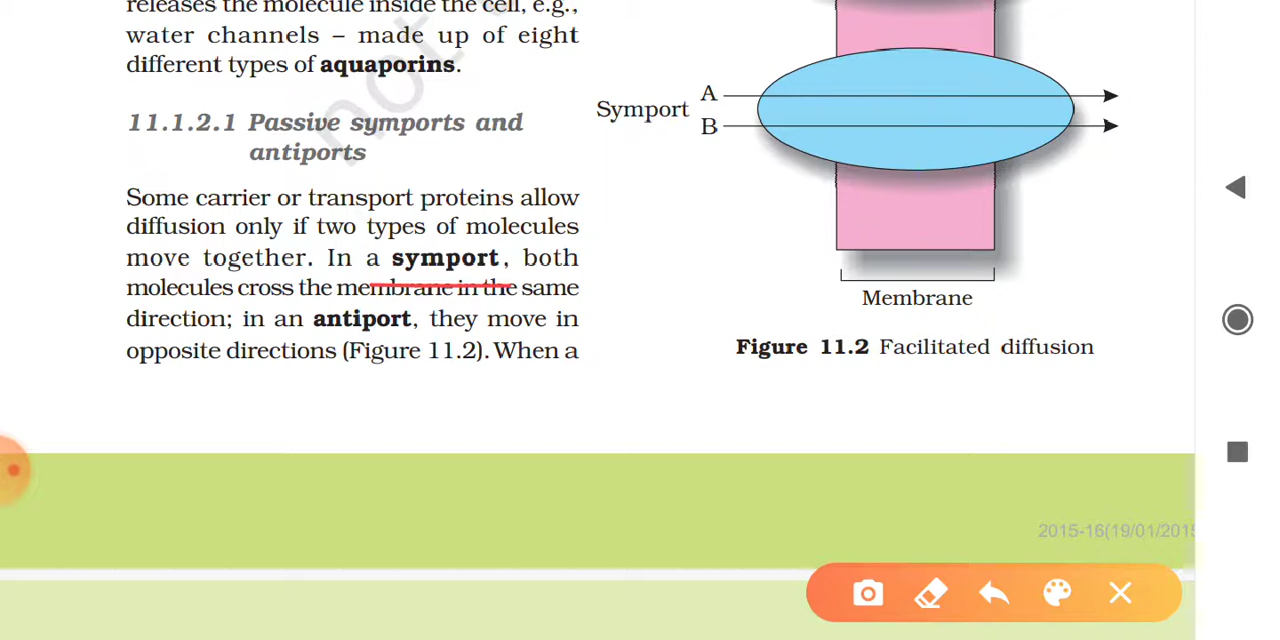 releases the molecule inside the cell, e.g.,
water channels – made up of eight
different types of aquaporins.
11.1.2.1 Passive symports and
antiports
Some carrier or transport proteins allow
diffusion only if two types of molecules
move together. In a symport, both
molecules cross the membrane in the same
direction; in an antiport, they move in
opposite directions (Figure 11.2). When a
not
A
Symport
B
Membrane
Figure 11.2 Facilitated diffusion
2015-16(19/01/2015